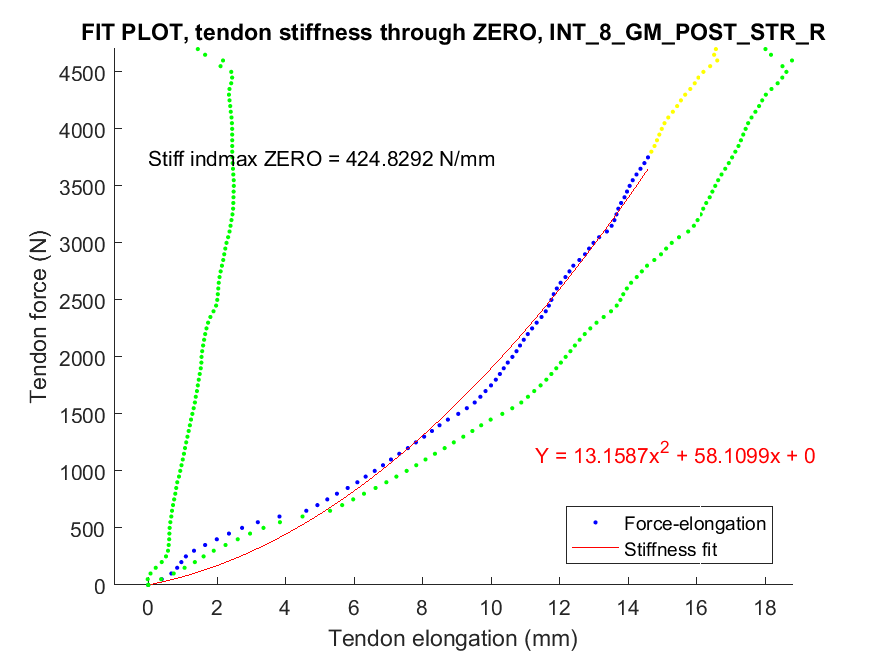 FIT PLOT, tendon stiffness through ZERO, INT_8_GM_POST_STR_R
4500
4000
Stiff indmax ZERO = 424.8292 N/mm
3500
3000
Tendon force (N)
2500
2000
1500
Y = 13.1587x² + 58.1099x + 0
1000
500
Force-elongation
Stiffness fit
0
0 2 4 6 8 10 12 14 16 18
Tendon elongation (mm)